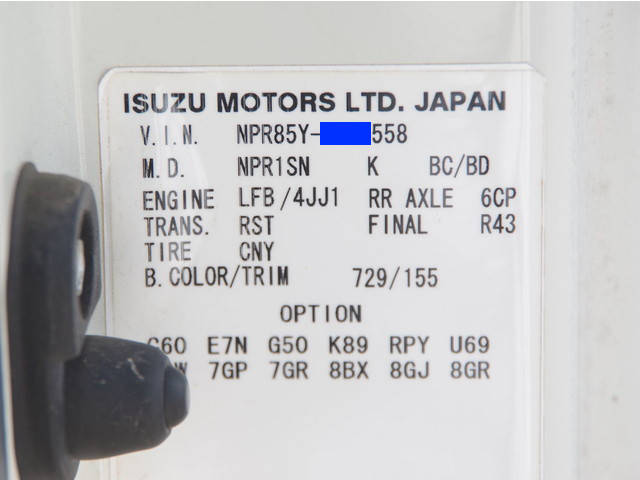 ISUZU MOTORS LTD. JAPAN
V.I.N. NPR85Y- 558
M.D. NPR1SN K BC/BD
ENGINE LFB/4JJ1 RR AXLE 6CP
TRANS. RST FINAL R43
TIRE CNY
B.COLOR/TRIM 729/155
OPTION
E7N G50 K89 RPY U69
7GP 7GR 8BX 8GJ 8GR